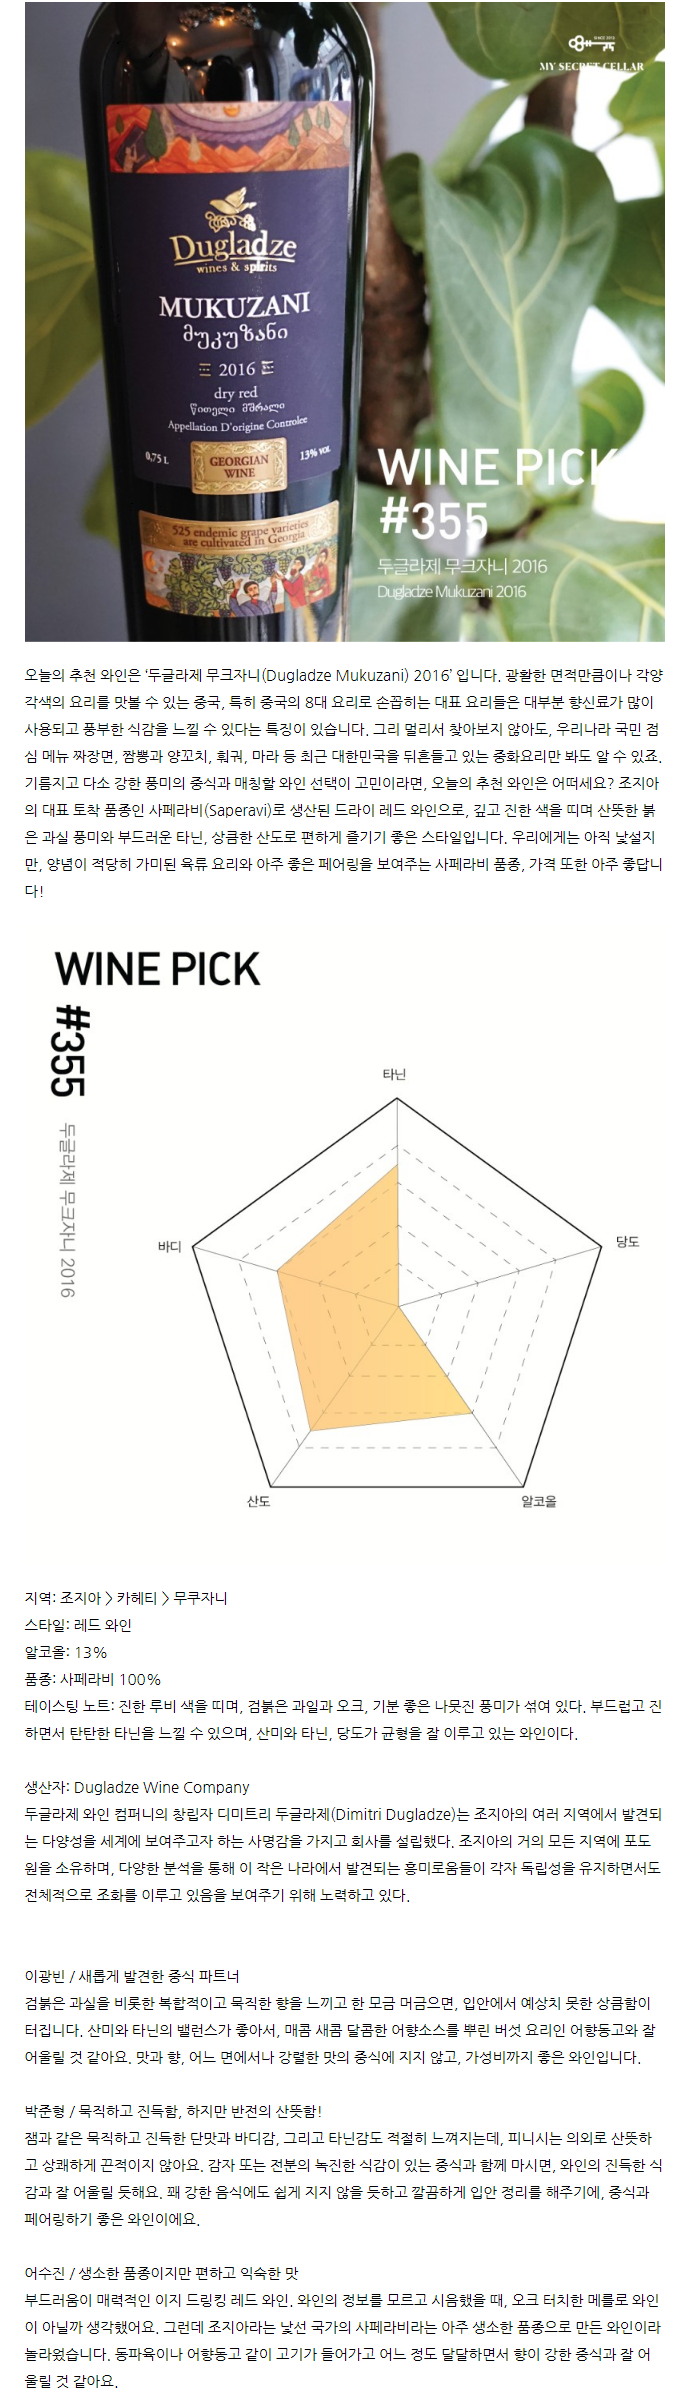 SINCE 2015
MY SECRET CELLAR
Dugladze
wines & spirits
MUKUZANI
მუკუზანი
2016
dry red
წითელი მშრალი
Appellation D'origine Controlee
0,75 L
GEORGIAN
WINE
13% VOL
525 endemic grape varieties
are cultivated in Georgia
WINE PICK
#355
두글라제 무크자니 2016
Dugladze Mukuzani 2016
오늘의 추천 와인은 ‘두글라제 무크자니(Dugladze Mukuzani) 2016’ 입니다. 광활한 면적만큼이나 각양
각색의 요리를 맛볼 수 있는 중국, 특히 중국의 8대 요리로 손꼽히는 대표 요리들은 대부분 향신료가 많이
사용되고 풍부한 식감을 느낄 수 있다는 특징이 있습니다. 그리 멀리서 찾아보지 않아도, 우리나라 국민 점
심 메뉴 짜장면, 짬뽕과 양꼬치, 훠궈, 마라 등 최근 대한민국을 뒤흔들고 있는 중화요리만 봐도 알 수 있죠.
기름지고 다소 강한 풍미의 중식과 매칭할 와인 선택이 고민이라면, 오늘의 추천 와인은 어떠세요? 조지아
의 대표 토착 품종인 사페라비(Saperavi)로 생산된 드라이 레드 와인으로, 깊고 진한 색을 띠며 산뜻한 붉
은 과실 풍미와 부드러운 타닌, 상큼한 산도로 편하게 즐기기 좋은 스타일입니다. 우리에게는 아직 낯설지
만, 양념이 적당히 가미된 육류 요리와 아주 좋은 페어링을 보여주는 사페라비 품종, 가격 또한 아주 좋답니
다!
WINE PICK
#355
두글라제 무크자니 2016
타닌
바디
당도
산도
알코올
지역: 조지아 > 카헤티 > 무쿠자니
스타일: 레드 와인
알코올: 13%
품종: 사페라비 100%
테이스팅 노트: 진한 루비 색을 띠며, 검붉은 과일과 오크, 기분 좋은 나뭇진 풍미가 섞여 있다. 부드럽고 진
하면서 탄탄한 타닌을 느낄 수 있으며, 산미와 타닌, 당도가 균형을 잘 이루고 있는 와인이다.
생산자: Dugladze Wine Company
두글라제 와인 컴퍼니의 창립자 디미트리 두글라제(Dimitri Dugladze)는 조지아의 여러 지역에서 발견되
는 다양성을 세계에 보여주고자 하는 사명감을 가지고 회사를 설립했다. 조지아의 거의 모든 지역에 포도
원을 소유하며, 다양한 분석을 통해 이 작은 나라에서 발견되는 흥미로움들이 각자 독립성을 유지하면서도
전체적으로 조화를 이루고 있음을 보여주기 위해 노력하고 있다.
이광빈 / 새롭게 발견한 중식 파트너
검붉은 과실을 비롯한 복합적이고 묵직한 향을 느끼고 한 모금 머금으면, 입안에서 예상치 못한 상큼함이
터집니다. 산미와 타닌의 밸런스가 좋아서, 매콤 새콤 달콤한 어향소스를 뿌린 버섯 요리인 어향동고와 잘
어울릴 것 같아요. 맛과 향, 어느 면에서나 강렬한 맛의 중식에 지지 않고, 가성비까지 좋은 와인입니다.
박준형 / 묵직하고 진득함, 하지만 반전의 산뜻함!
잼과 같은 묵직하고 진득한 단맛과 바디감, 그리고 타닌감도 적절히 느껴지는데, 피니시는 의외로 산뜻하
고 상쾌하게 끈적이지 않아요. 감자 또는 전분의 녹진한 식감이 있는 중식과 함께 마시면, 와인의 진득한 식
감과 잘 어울릴 듯해요. 꽤 강한 음식에도 쉽게 지지 않을 듯하고 깔끔하게 입안 정리를 해주기에, 중식과
페어링하기 좋은 와인이에요.
어수진 / 생소한 품종이지만 편하고 익숙한 맛
부드러움이 매력적인 이지 드링킹 레드 와인. 와인의 정보를 모르고 시음했을 때, 오크 터치한 메를로 와인
이 아닐까 생각했어요. 그런데 조지아라는 낯선 국가의 사페라비라는 아주 생소한 품종으로 만든 와인이라
놀라웠습니다. 동파육이나 어향동고 같이 고기가 들어가고 어느 정도 달달하면서 향이 강한 중식과 잘 어
울릴 것 같아요.